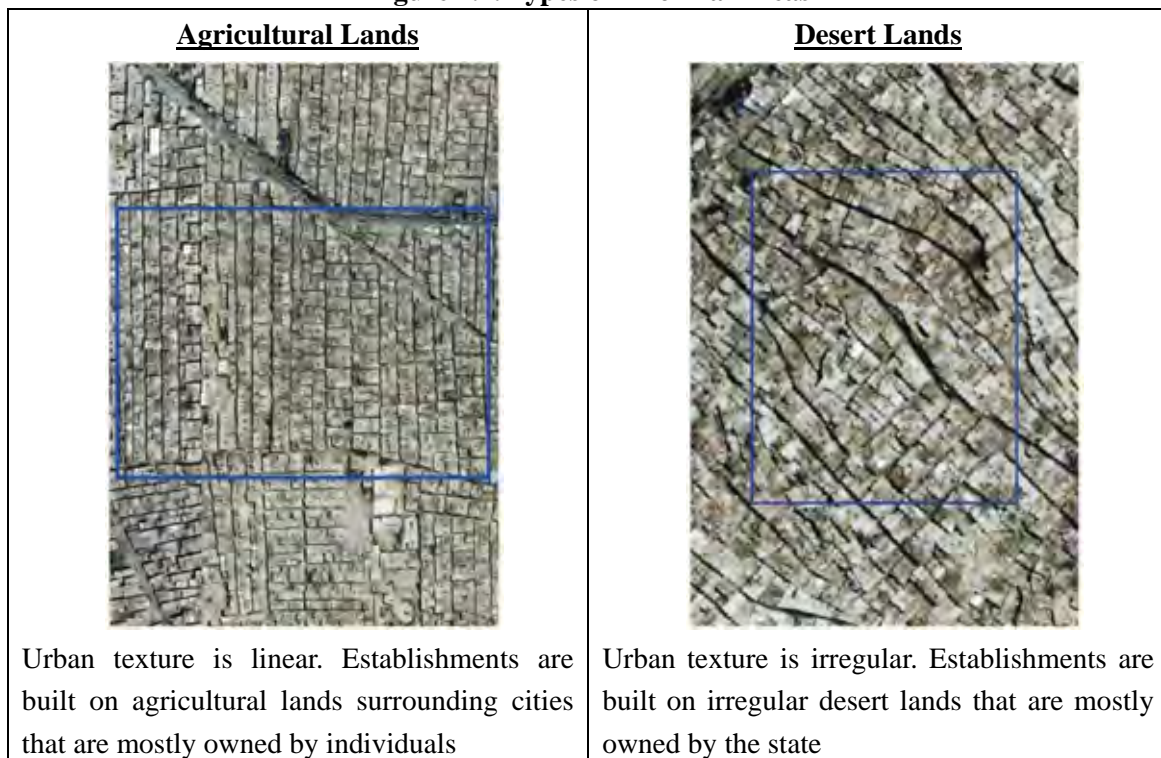 Agricultural Lands
Urban texture is linear. Establishments are
built on agricultural lands surrounding cities
that are mostly owned by individuals
Desert Lands
Urban texture is irregular. Establishments are
built on irregular desert lands that are mostly
owned by the state